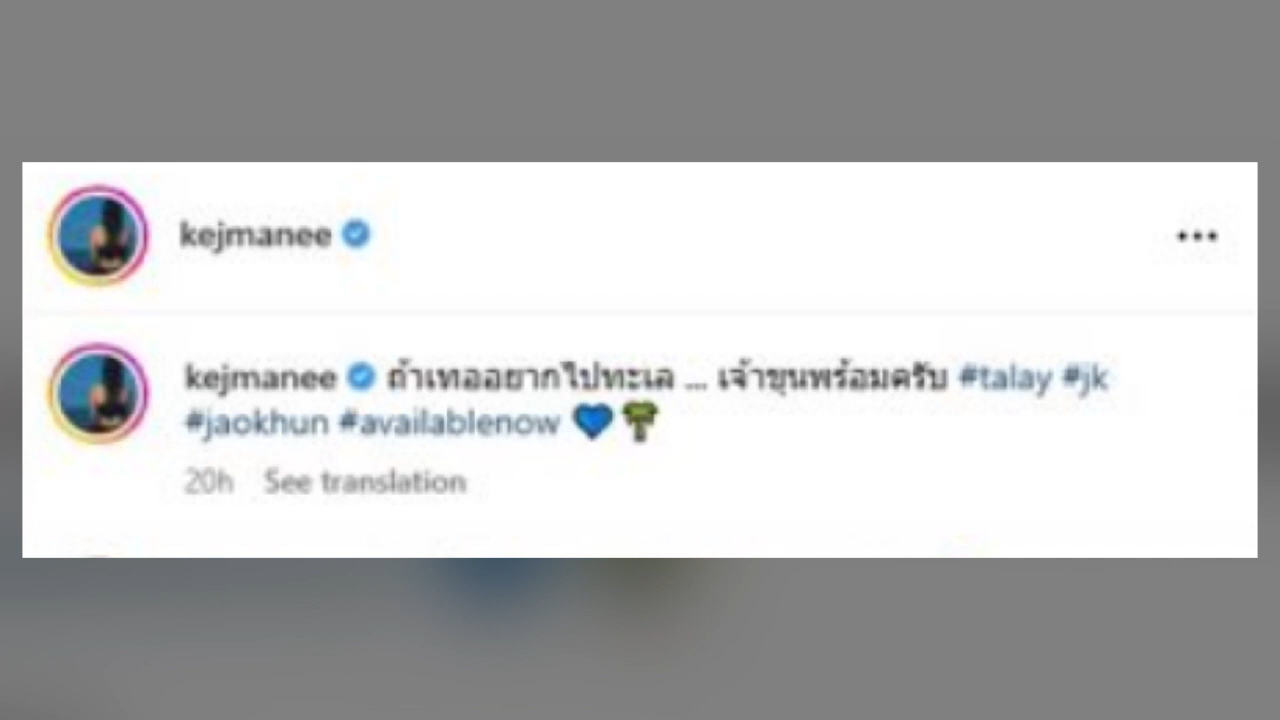 kejmanee
kejmanee ถ้าเทออยากไปทะเล ... เจ้าขุนพร้อมครับ #talay #jk
#jaokhun #availablenow 💙🌴
20h See translation